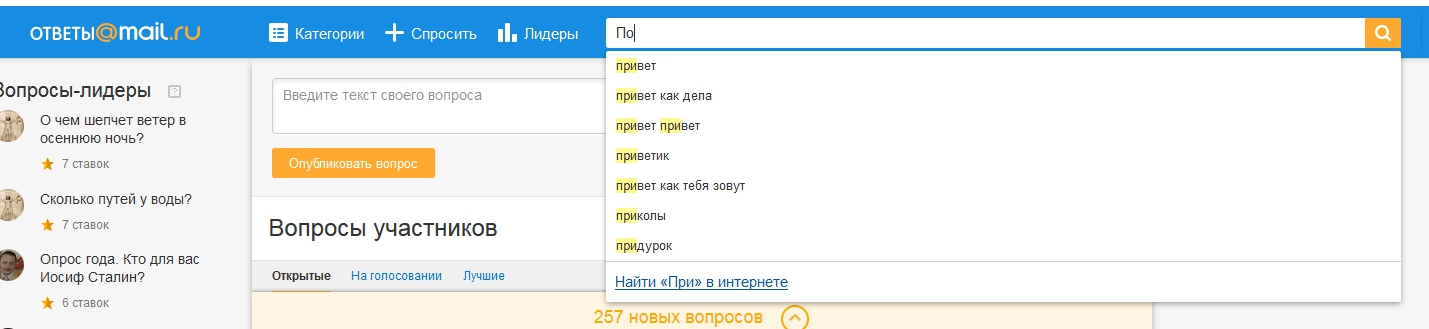 ОТВЕТЫ@mail.ru
Категории
Спросить
Лидеры
По
Вопросы-лидеры ?
О чем шепчет ветер в
осеннюю ночь?
7 ставок
Сколько путей у воды?
7 ставок
Опрос года. Кто для вас
Иосиф Сталин?
6 ставок
Введите текст своего вопроса
Опубликовать вопрос
Вопросы участников
Открытые
На голосовании
Лучшие
257 новых вопросов
привет
привет как дела
привет привет
приветик
привет как тебя зовут
приколы
придурок
Найти «При» в интернете